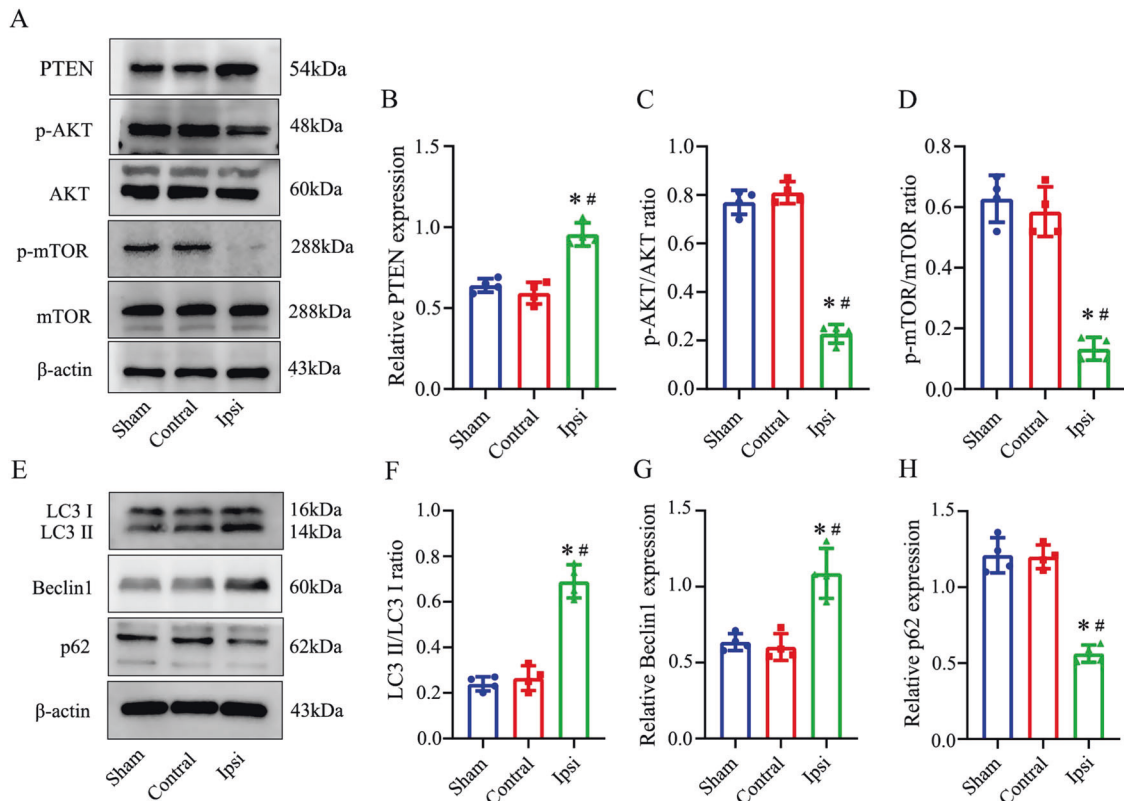 A
PTEN 54kDa
p-AKT 48kDa
AKT 60kDa
p-mTOR 288kDa
mTOR 288kDa
β-actin 43kDa
Sham Contral Ipsi
B
Relative PTEN expression
1.5
1.0
0.5
0.0
* #
Sham Contral Ipsi
C
p-AKT/AKT ratio
1.0
0.8
0.6
0.4
0.2
0.0
* #
Sham Contral Ipsi
D
p-mTOR/mTOR ratio
0.8
0.6
0.4
0.2
0.0
* #
Sham Contral Ipsi
E
LC3 I 16kDa
LC3 II 14kDa
Beclin1 60kDa
p62 62kDa
β-actin 43kDa
Sham Contral Ipsi
F
LC3 II/LC3 I ratio
1.0
0.8
0.6
0.4
0.2
0.0
* #
Sham Contral Ipsi
G
Relative Beclin1 expression
1.5
1.0
0.5
0.0
* #
Sham Contral Ipsi
H
Relative p62 expression
1.5
1.0
0.5
0.0
* #
Sham Contral Ipsi